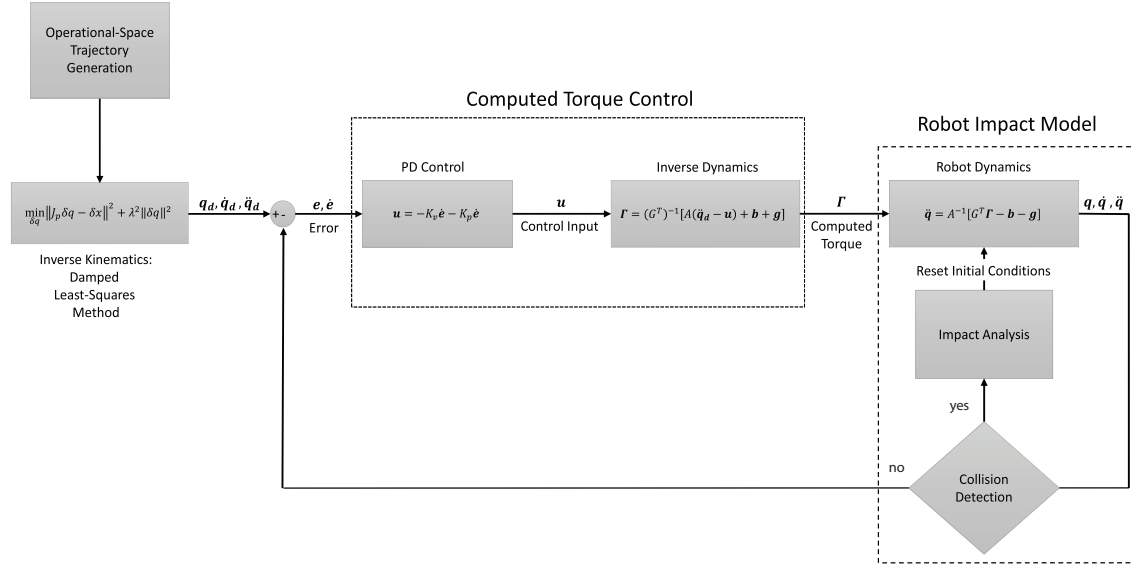 Operational-Space
Trajectory
Generation
Computed Torque Control
Robot Impact Model
PD Control
Inverse Dynamics
Robot Dynamics
min_{δq} ‖J_p δq − δx‖² + λ²‖δq‖²
q_d, q̇_d, q̈_d
+ -
e, ė
Error
u = −K_v ė − K_p ė
u
Control Input
Γ = (Gᵀ)⁻¹[A(q̈_d − u) + b + g]
Γ
Computed
Torque
q̈ = A⁻¹[GᵀΓ − b − g]
q, q̇, q̈
Inverse Kinematics:
Damped
Least-Squares
Method
Reset Initial Conditions
Impact Analysis
yes
no
Collision
Detection